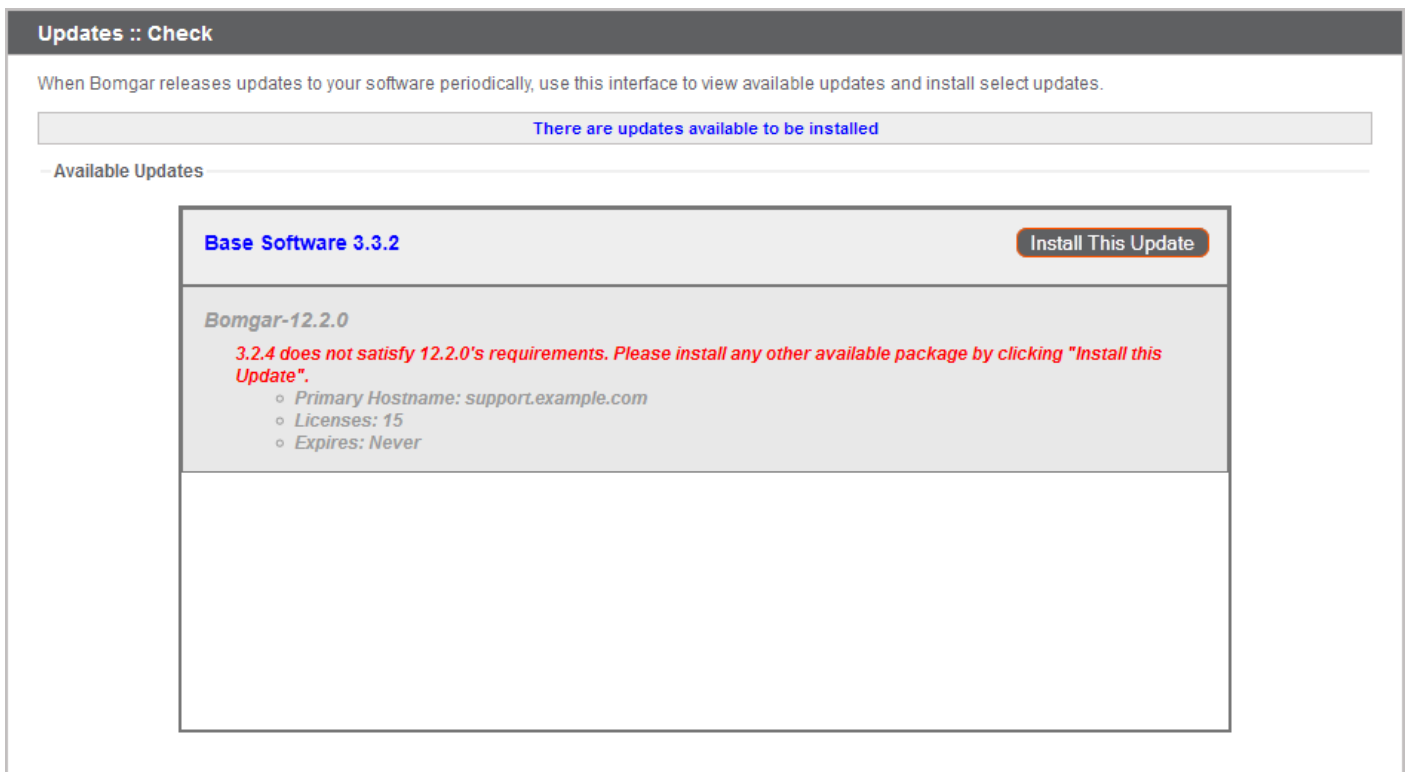 Updates :: Check
When Bomgar releases updates to your software periodically, use this interface to view available updates and install select updates.
There are updates available to be installed
Available Updates
Base Software 3.3.2
Install This Update
Bomgar-12.2.0
3.2.4 does not satisfy 12.2.0's requirements. Please install any other available package by clicking "Install this
Update".
Primary Hostname: support.example.com
Licenses: 15
Expires: Never